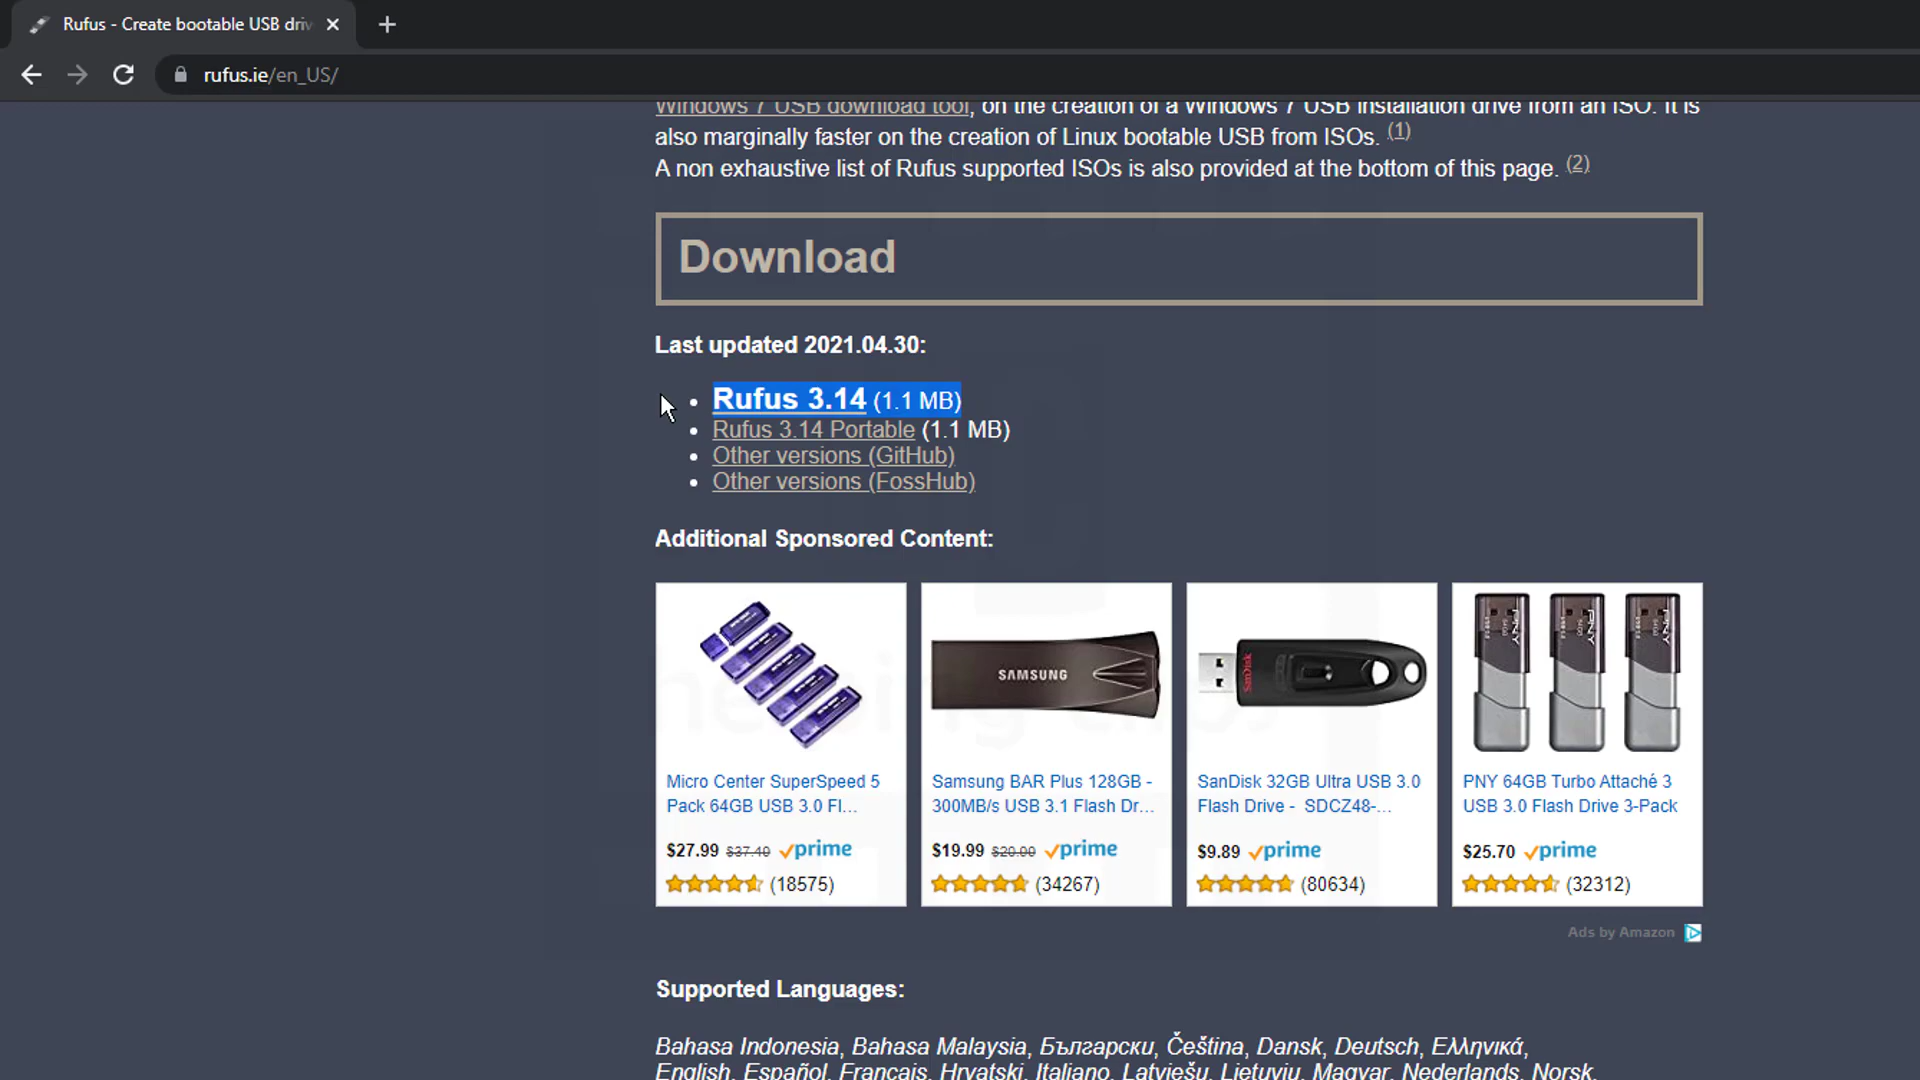 Rufus - Create bootable USB driv
rufus.ie/en_US/
Windows 7 USB download tool, on the creation of a Windows 7 USB installation drive from an ISO. It is
also marginally faster on the creation of Linux bootable USB from ISOs. (1)
A non exhaustive list of Rufus supported ISOs is also provided at the bottom of this page. (2)
Download
Last updated 2021.04.30:
Rufus 3.14 (1.1 MB)
Rufus 3.14 Portable (1.1 MB)
Other versions (GitHub)
Other versions (FossHub)
Additional Sponsored Content:
SAMSUNG
SanDisk
PNY PNY PNY
Micro Center SuperSpeed 5
Pack 64GB USB 3.0 Fl...
$27.99 $37.40 prime
(18575)
Samsung BAR Plus 128GB -
300MB/s USB 3.1 Flash Dr...
$19.99 $20.00 prime
(34267)
SanDisk 32GB Ultra USB 3.0
Flash Drive - SDCZ48-...
$9.89 prime
(80634)
PNY 64GB Turbo Attaché 3
USB 3.0 Flash Drive 3-Pack
$25.70 prime
(32312)
Ads by Amazon
Supported Languages:
Bahasa Indonesia, Bahasa Malaysia, Български, Čeština, Dansk, Deutsch, Ελληνικά,
English, Español, Français, Hrvatski, Italiano, Latviešu, Lietuvių, Magyar, Nederlands, Norsk,